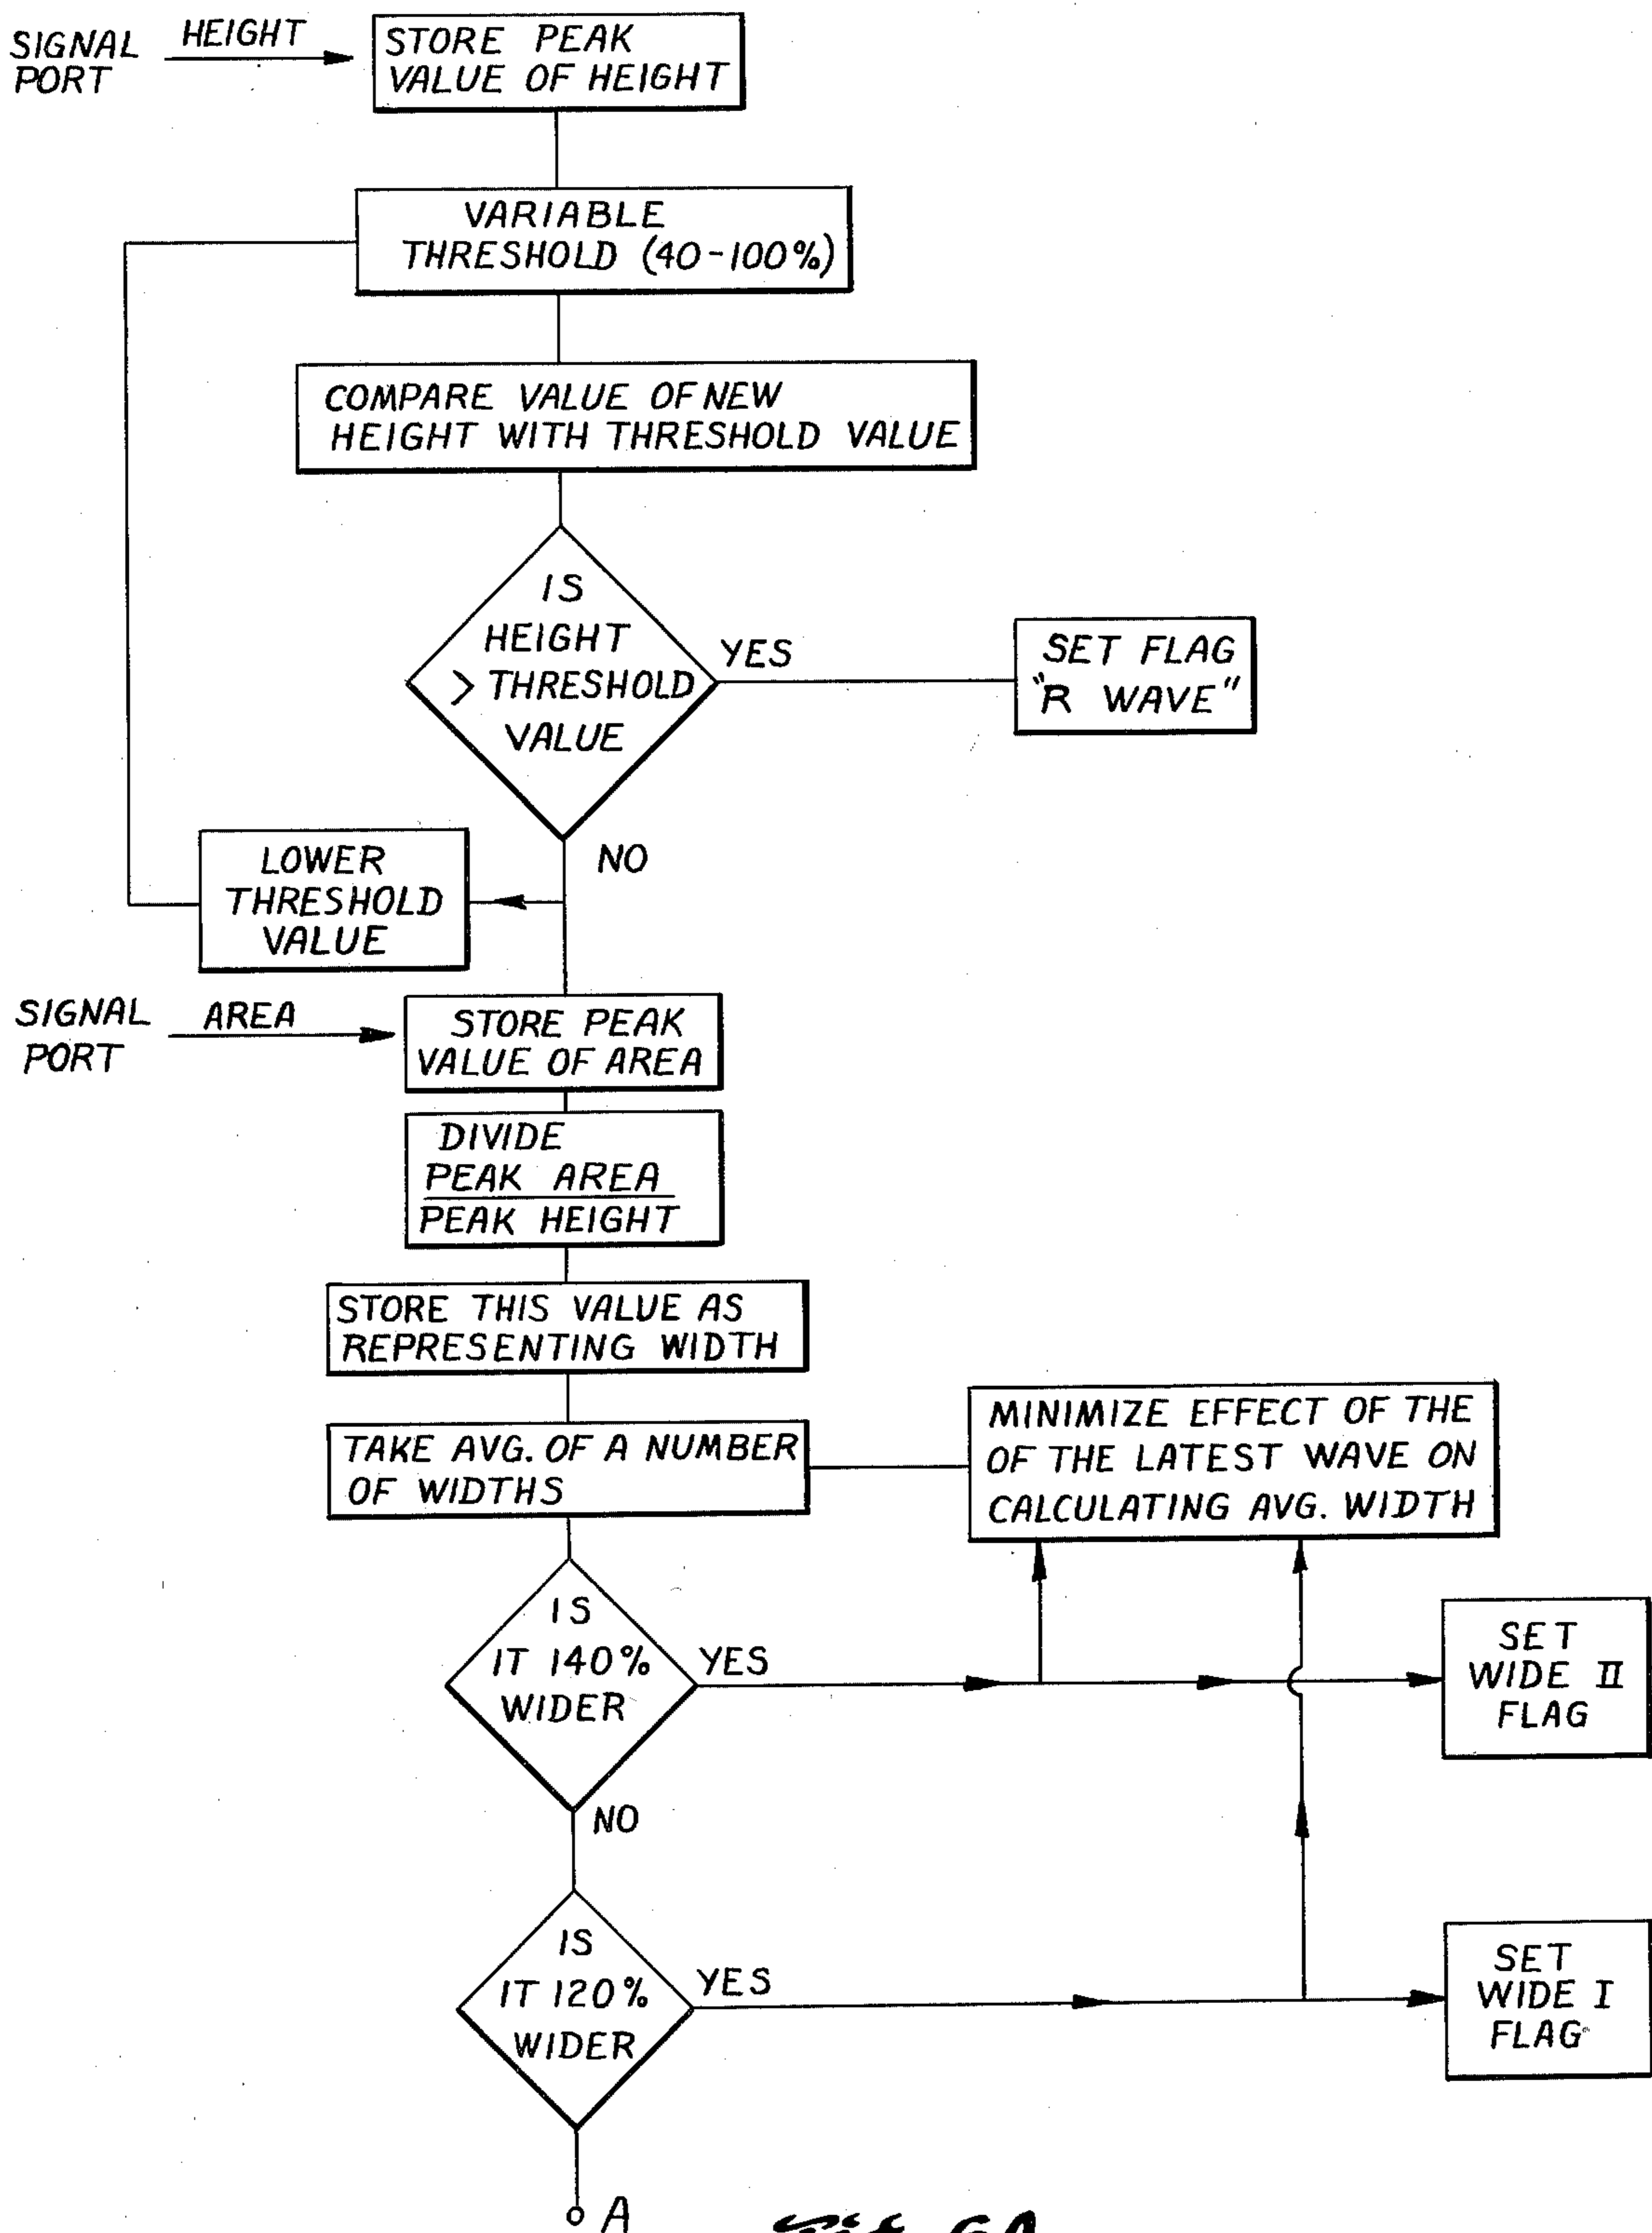 SIGNAL
PORT
HEIGHT
STORE PEAK
VALUE OF HEIGHT
VARIABLE
THRESHOLD (40-100%)
COMPARE VALUE OF NEW
HEIGHT WITH THRESHOLD VALUE
IS
HEIGHT
> THRESHOLD
VALUE
YES
SET FLAG
"R WAVE"
NO
LOWER
THRESHOLD
VALUE
SIGNAL
PORT
AREA
STORE PEAK
VALUE OF AREA
DIVIDE
PEAK AREA
PEAK HEIGHT
STORE THIS VALUE AS
REPRESENTING WIDTH
TAKE AVG. OF A NUMBER
OF WIDTHS
MINIMIZE EFFECT OF THE
OF THE LATEST WAVE ON
CALCULATING AVG. WIDTH
IS
IT 140%
WIDER
YES
SET
WIDE II
FLAG
NO
IS
IT 120%
WIDER
YES
SET
WIDE I
FLAG
A